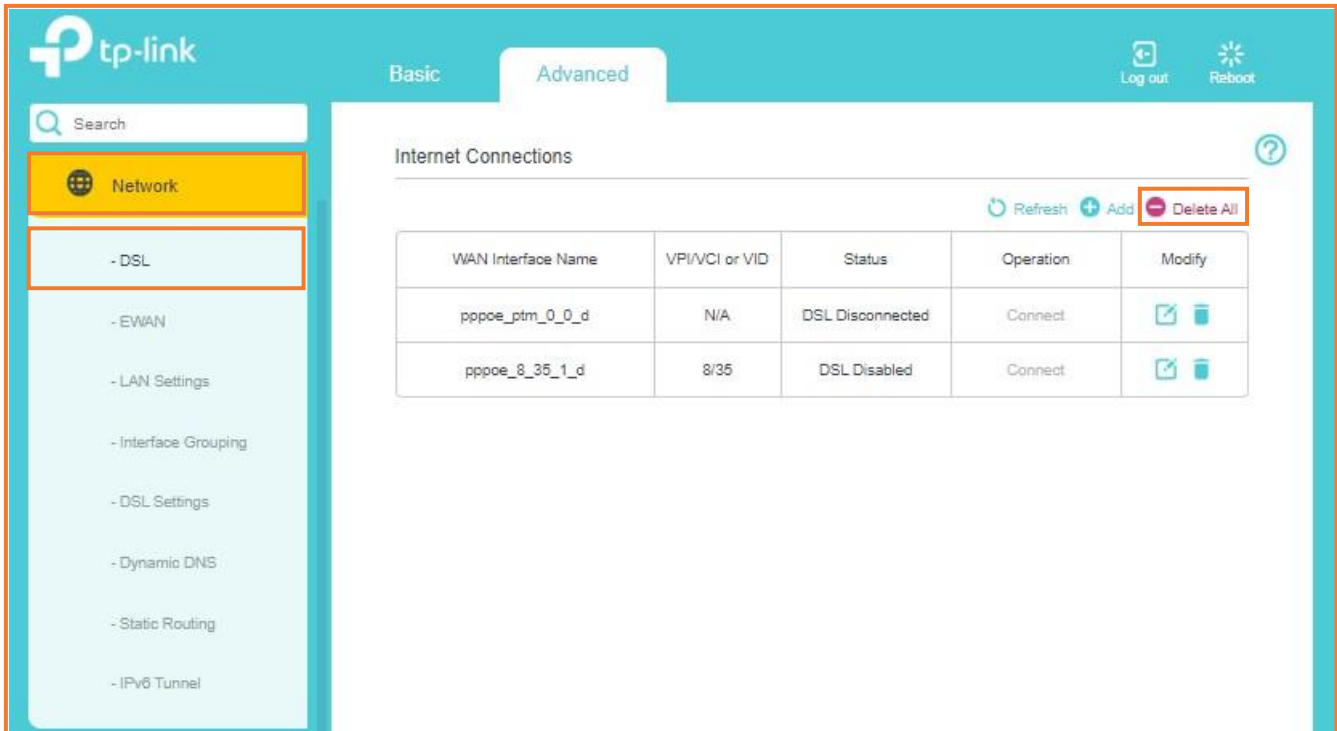 tp-link
Basic
Advanced
Log out
Reboot
Search
Network
- DSL
- EWAN
- LAN Settings
- Interface Grouping
- DSL Settings
- Dynamic DNS
- Static Routing
- IPv6 Tunnel
Internet Connections
?
Refresh Add Delete All
WAN Interface Name VPI/VCI or VID Status Operation Modify
pppoe_ptm_0_0_d N/A DSL Disconnected Connect
pppoe_8_35_1_d 8/35 DSL Disabled Connect